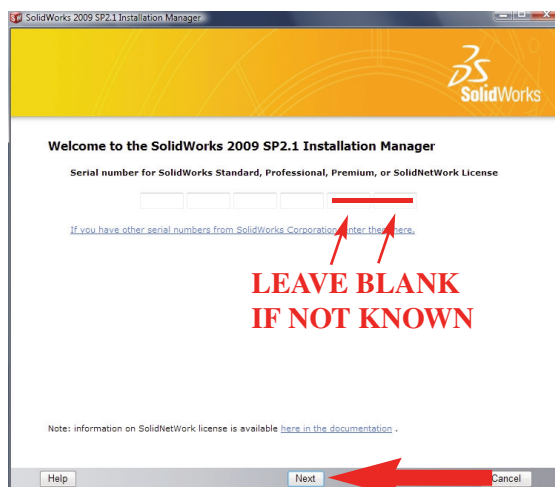 SolidWorks 2009 SP2.1 Installation Manager
SolidWorks
Welcome to the SolidWorks 2009 SP2.1 Installation Manager
Serial number for SolidWorks Standard, Professional, Premium, or SolidNetWork License
If you have other serial numbers from SolidWorks Corporation enter them here.
LEAVE BLANK
IF NOT KNOWN
Note: information on SolidNetWork license is available here in the documentation .
Help
Next
Cancel